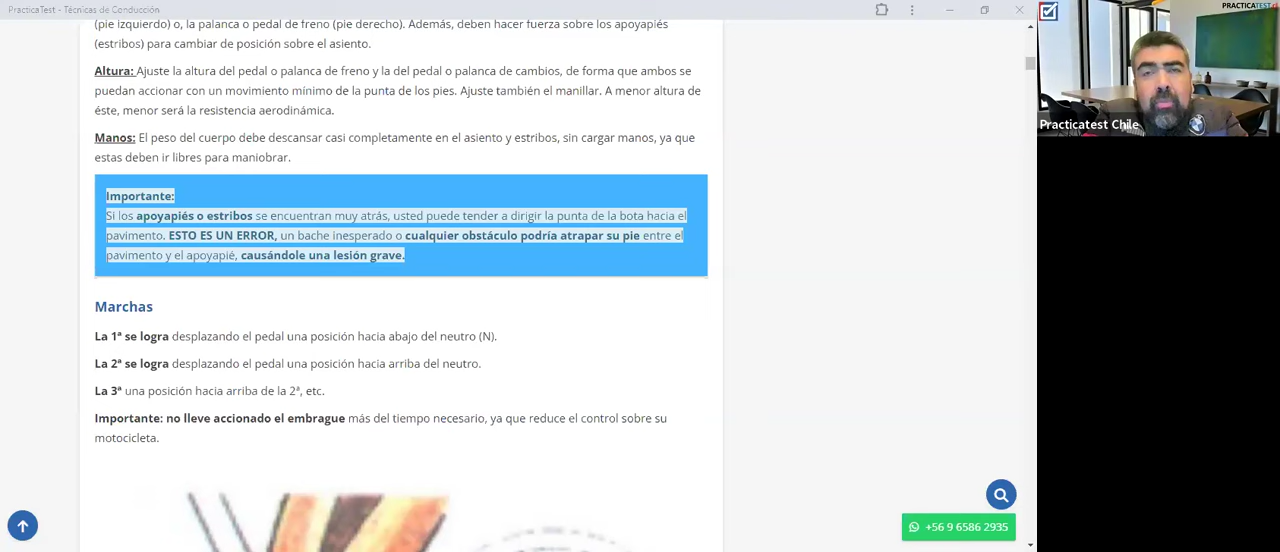 PracticaTest - Técnicas de Conducción
(pie izquierdo) o, la palanca o pedal de freno (pie derecho). Además, deben hacer fuerza sobre los apoyapiés
(estribos) para cambiar de posición sobre el asiento.
Altura: Ajuste la altura del pedal o palanca de freno y la del pedal o palanca de cambios, de forma que ambos se
puedan accionar con un movimiento mínimo de la punta de los pies. Ajuste también el manillar. A menor altura de
éste, menor será la resistencia aerodinámica.
Manos: El peso del cuerpo debe descansar casi completamente en el asiento y estribos, sin cargar manos, ya que
estas deben ir libres para maniobrar.
Importante:
Si los apoyapiés o estribos se encuentran muy atrás, usted puede tender a dirigir la punta de la bota hacia el
pavimento. ESTO ES UN ERROR, un bache inesperado o cualquier obstáculo podría atrapar su pie entre el
pavimento y el apoyapié, causándole una lesión grave.
Marchas
La 1ª se logra desplazando el pedal una posición hacia abajo del neutro (N).
La 2ª se logra desplazando el pedal una posición hacia arriba del neutro.
La 3ª una posición hacia arriba de la 2ª, etc.
Importante: no lleve accionado el embrague más del tiempo necesario, ya que reduce el control sobre su
motocicleta.
+56 9 6586 2935
PRACTICATEST
Practicatest Chile